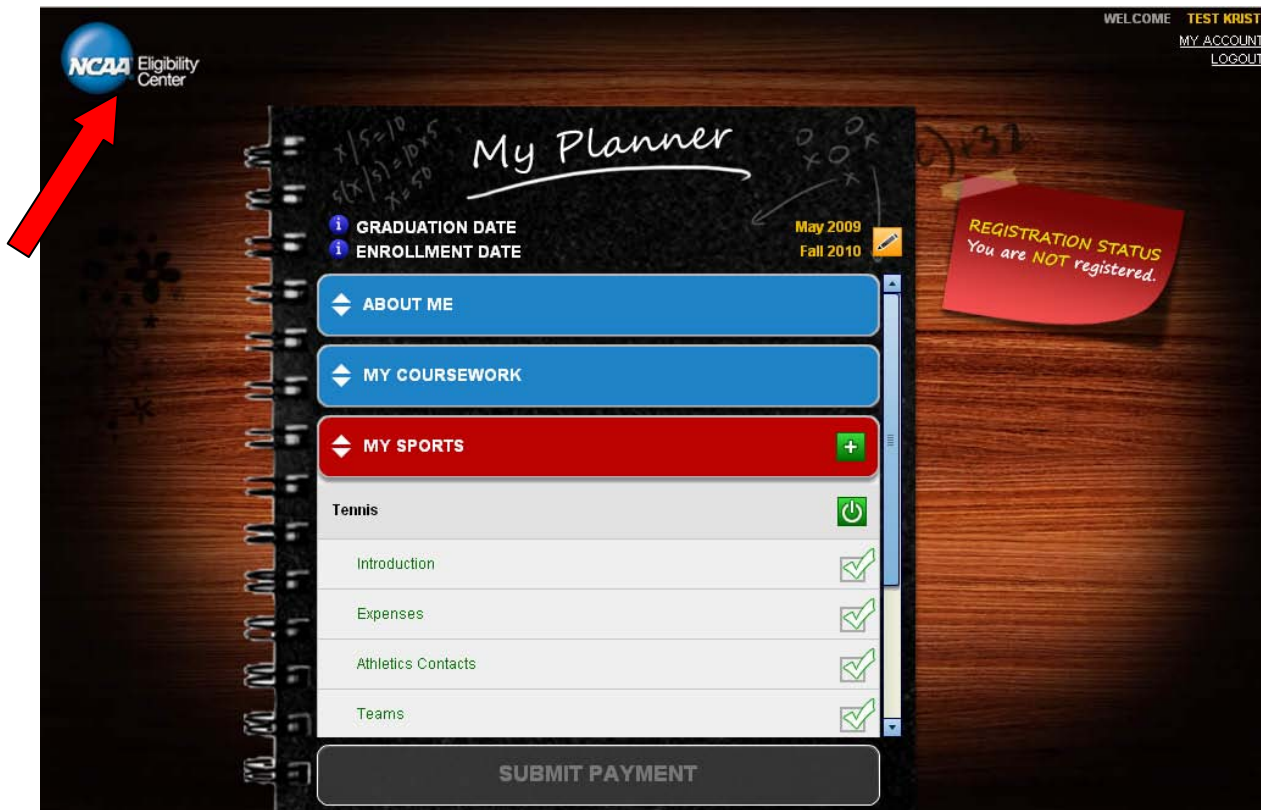 WELCOME TEST KRIST
MY ACCOUNT
LOGOUT
NCAA Eligibility
Center
My Planner
x|5=10
GRADUATION DATE May 2009
ENROLLMENT DATE Fall 2010
REGISTRATION STATUS
You are NOT registered.
ABOUT ME
MY COURSEWORK
MY SPORTS
Tennis
Introduction
Expenses
Athletics Contacts
Teams
SUBMIT PAYMENT